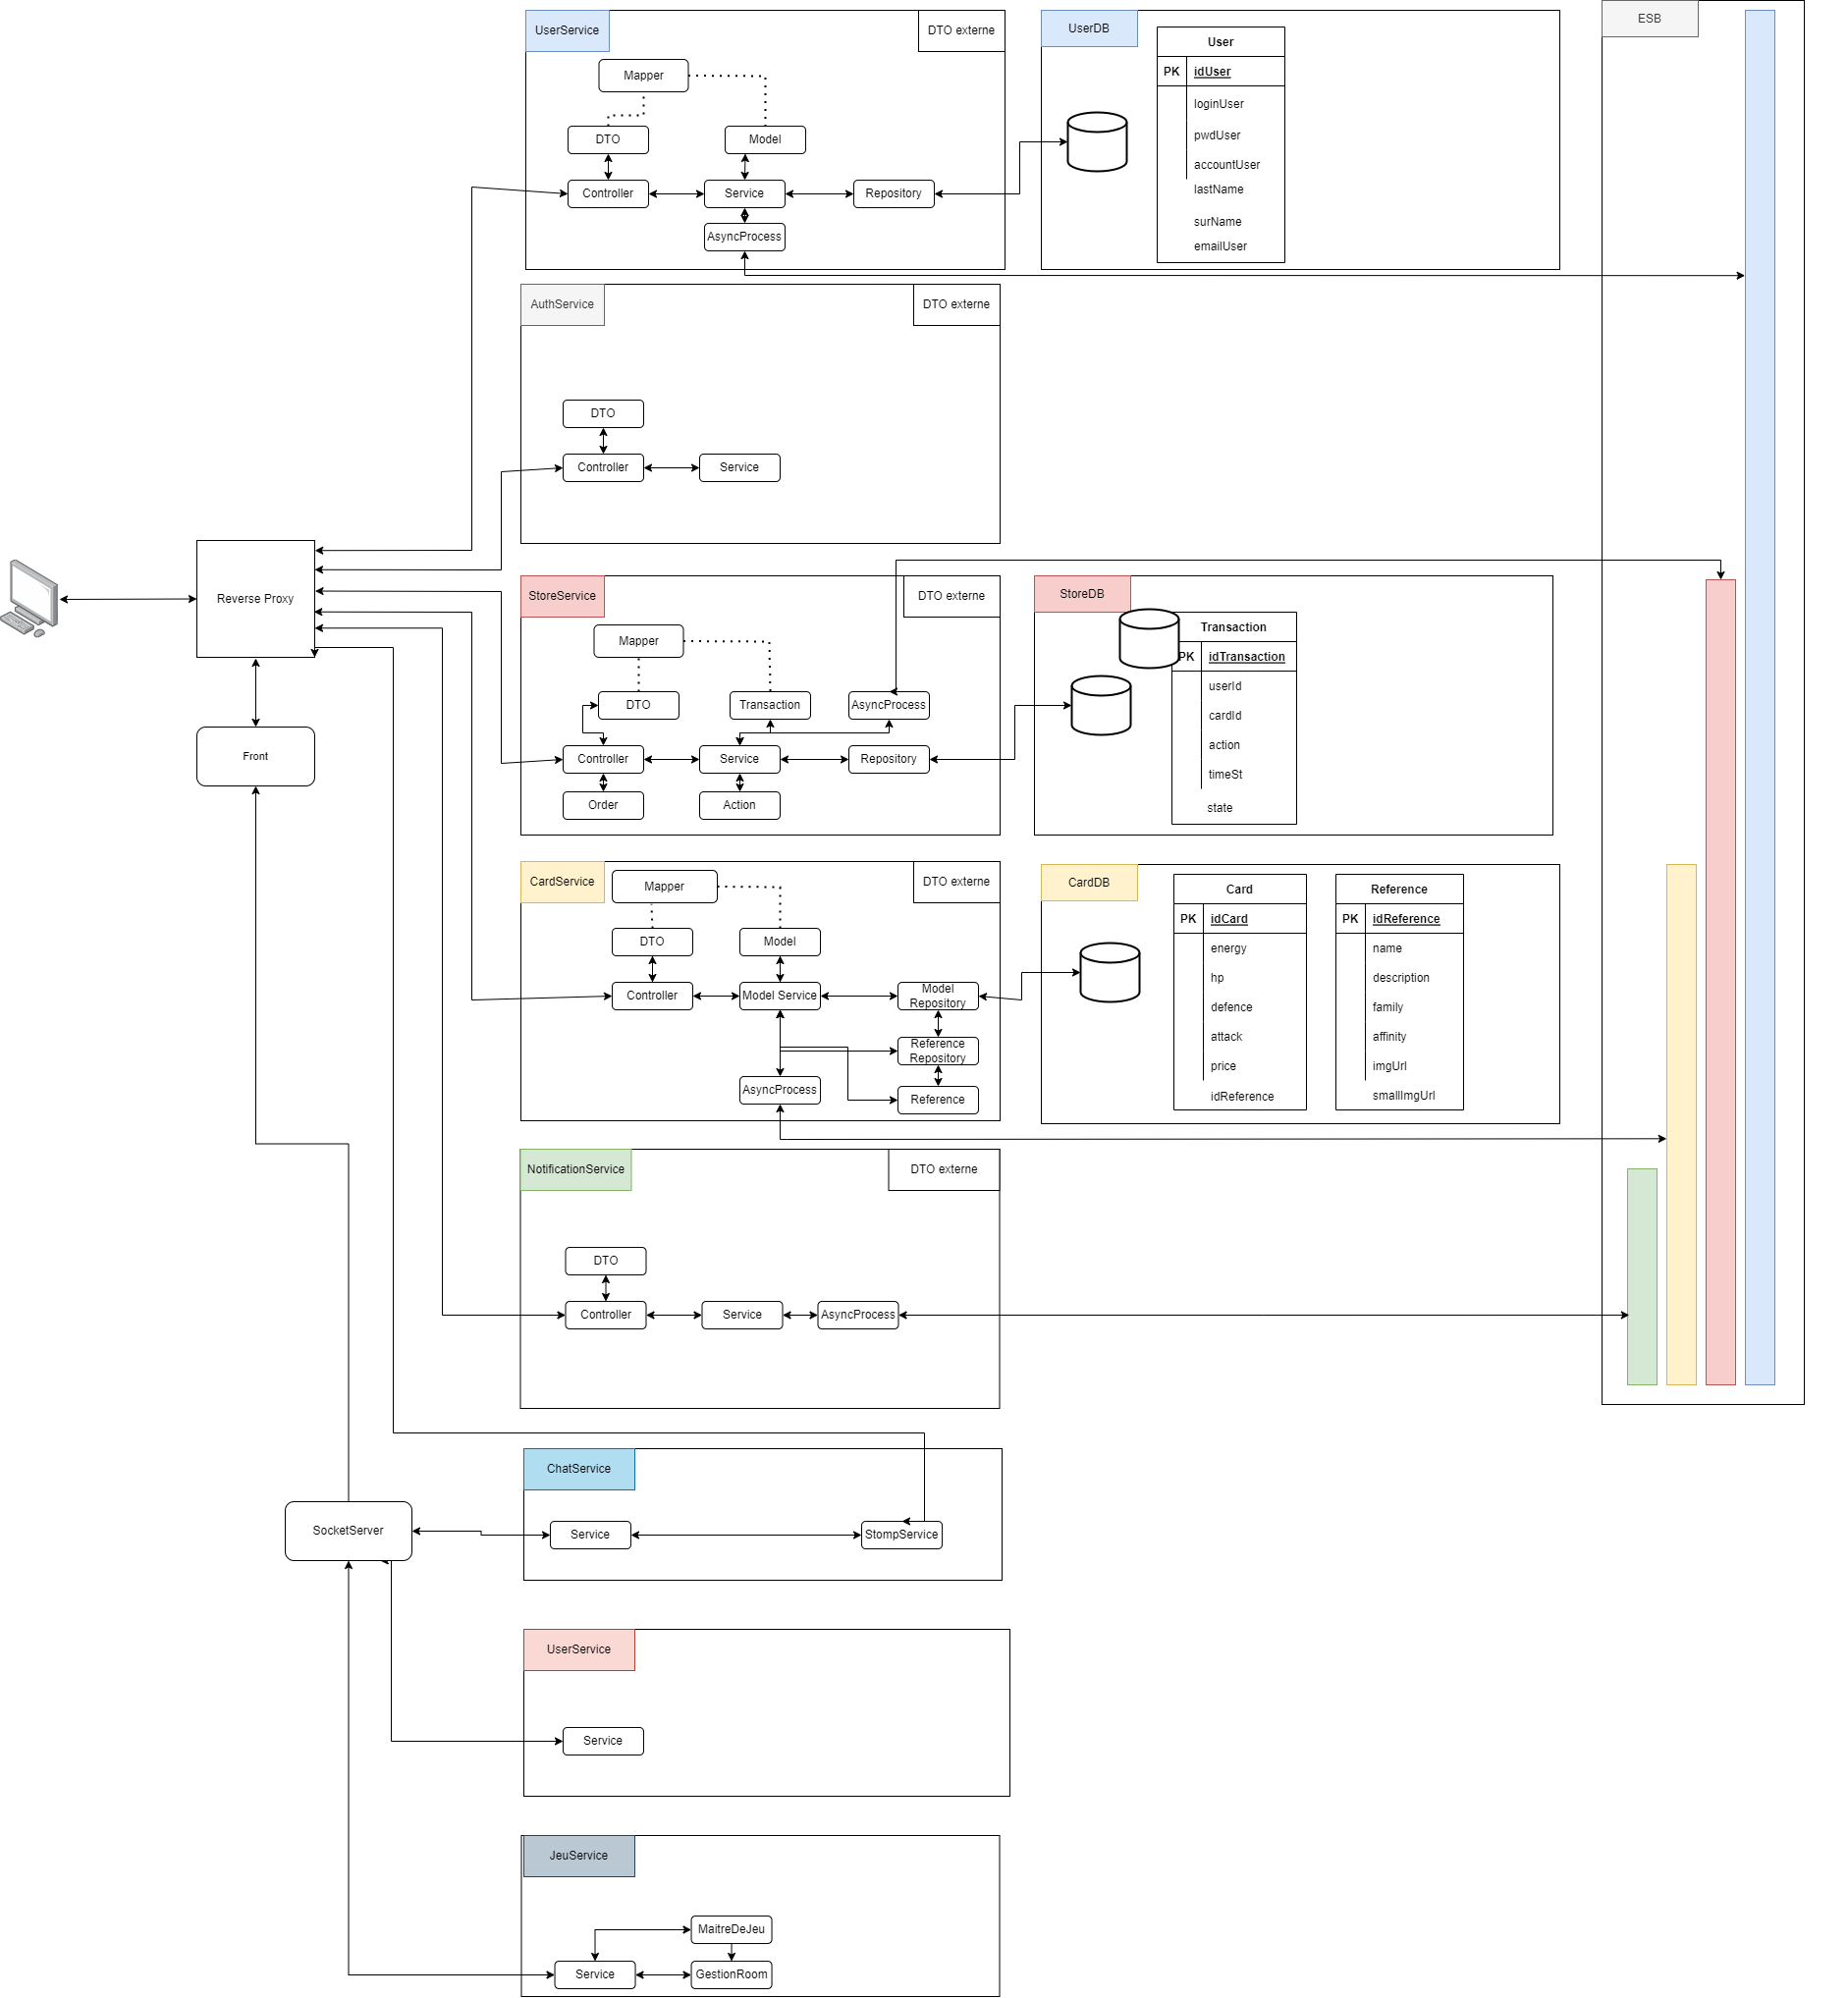 UserService
DTO externe
Mapper
DTO
Model
Controller
Service
Repository
AsyncProcess
UserDB
User
PK
idUser
loginUser
pwdUser
accountUser
lastName
surName
emailUser
ESB
AuthService
DTO externe
DTO
Controller
Service
Reverse Proxy
Front
StoreService
DTO externe
Mapper
DTO
Transaction
AsyncProcess
Controller
Service
Repository
Order
Action
StoreDB
Transaction
PK
idTransaction
userId
cardId
action
timeSt
state
CardService
DTO externe
Mapper
DTO
Model
Controller
Model Service
Model
Repository
Reference
Repository
AsyncProcess
Reference
CardDB
Card
PK
idCard
energy
hp
defence
attack
price
idReference
Reference
PK
idReference
name
description
family
affinity
imgUrl
smallImgUrl
NotificationService
DTO externe
DTO
Controller
Service
AsyncProcess
ChatService
SocketServer
Service
StompService
UserService
Service
JeuService
MaitreDeJeu
Service
GestionRoom